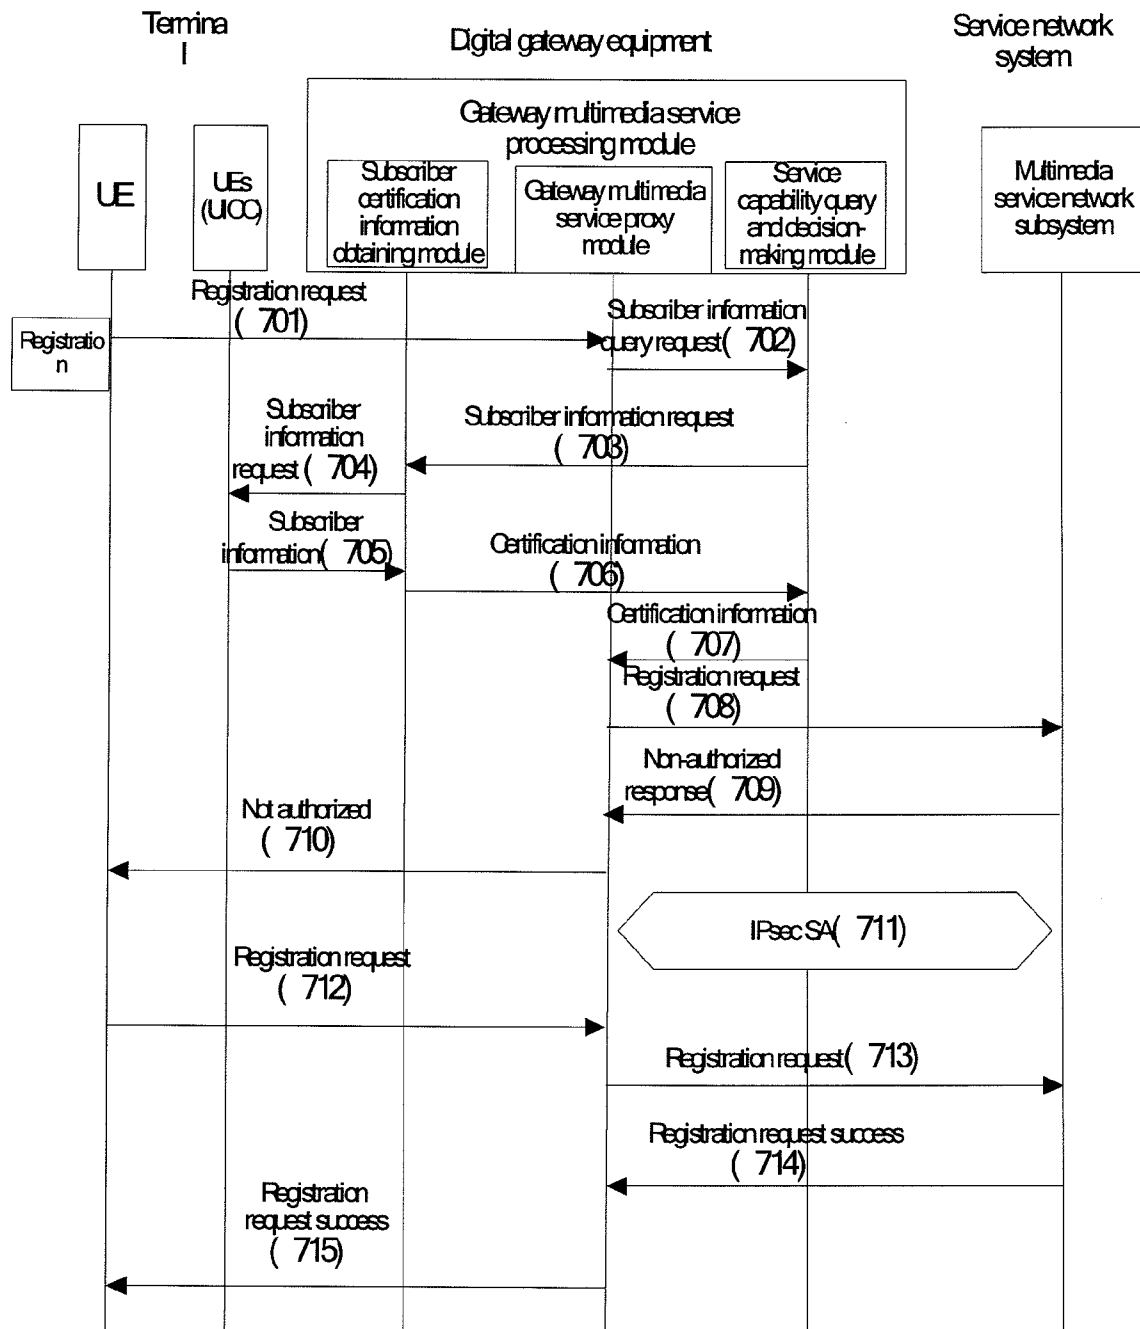 Termina
l
Digital gateway equipment
Service network
system
Gateway multimedia service
processing module
UE
UEs
(UICC)
Subscriber
certification
information
obtaining module
Gateway multimedia
service proxy
module
Service
capability query
and decision-
making module
Multimedia
service network
subsystem
Registration request
( 701)
Registratio
n
Subscriber information
query request( 702)
Subscriber information request
( 703)
Subscriber
information
request ( 704)
Subscriber
information( 705)
Certification information
( 706)
Certification information
( 707)
Registration request
( 708)
Non-authorized
response( 709)
Not authorized
( 710)
IPsec SA( 711)
Registration request
( 712)
Registration request ( 713)
Registration request success
( 714)
Registration
request success
( 715)